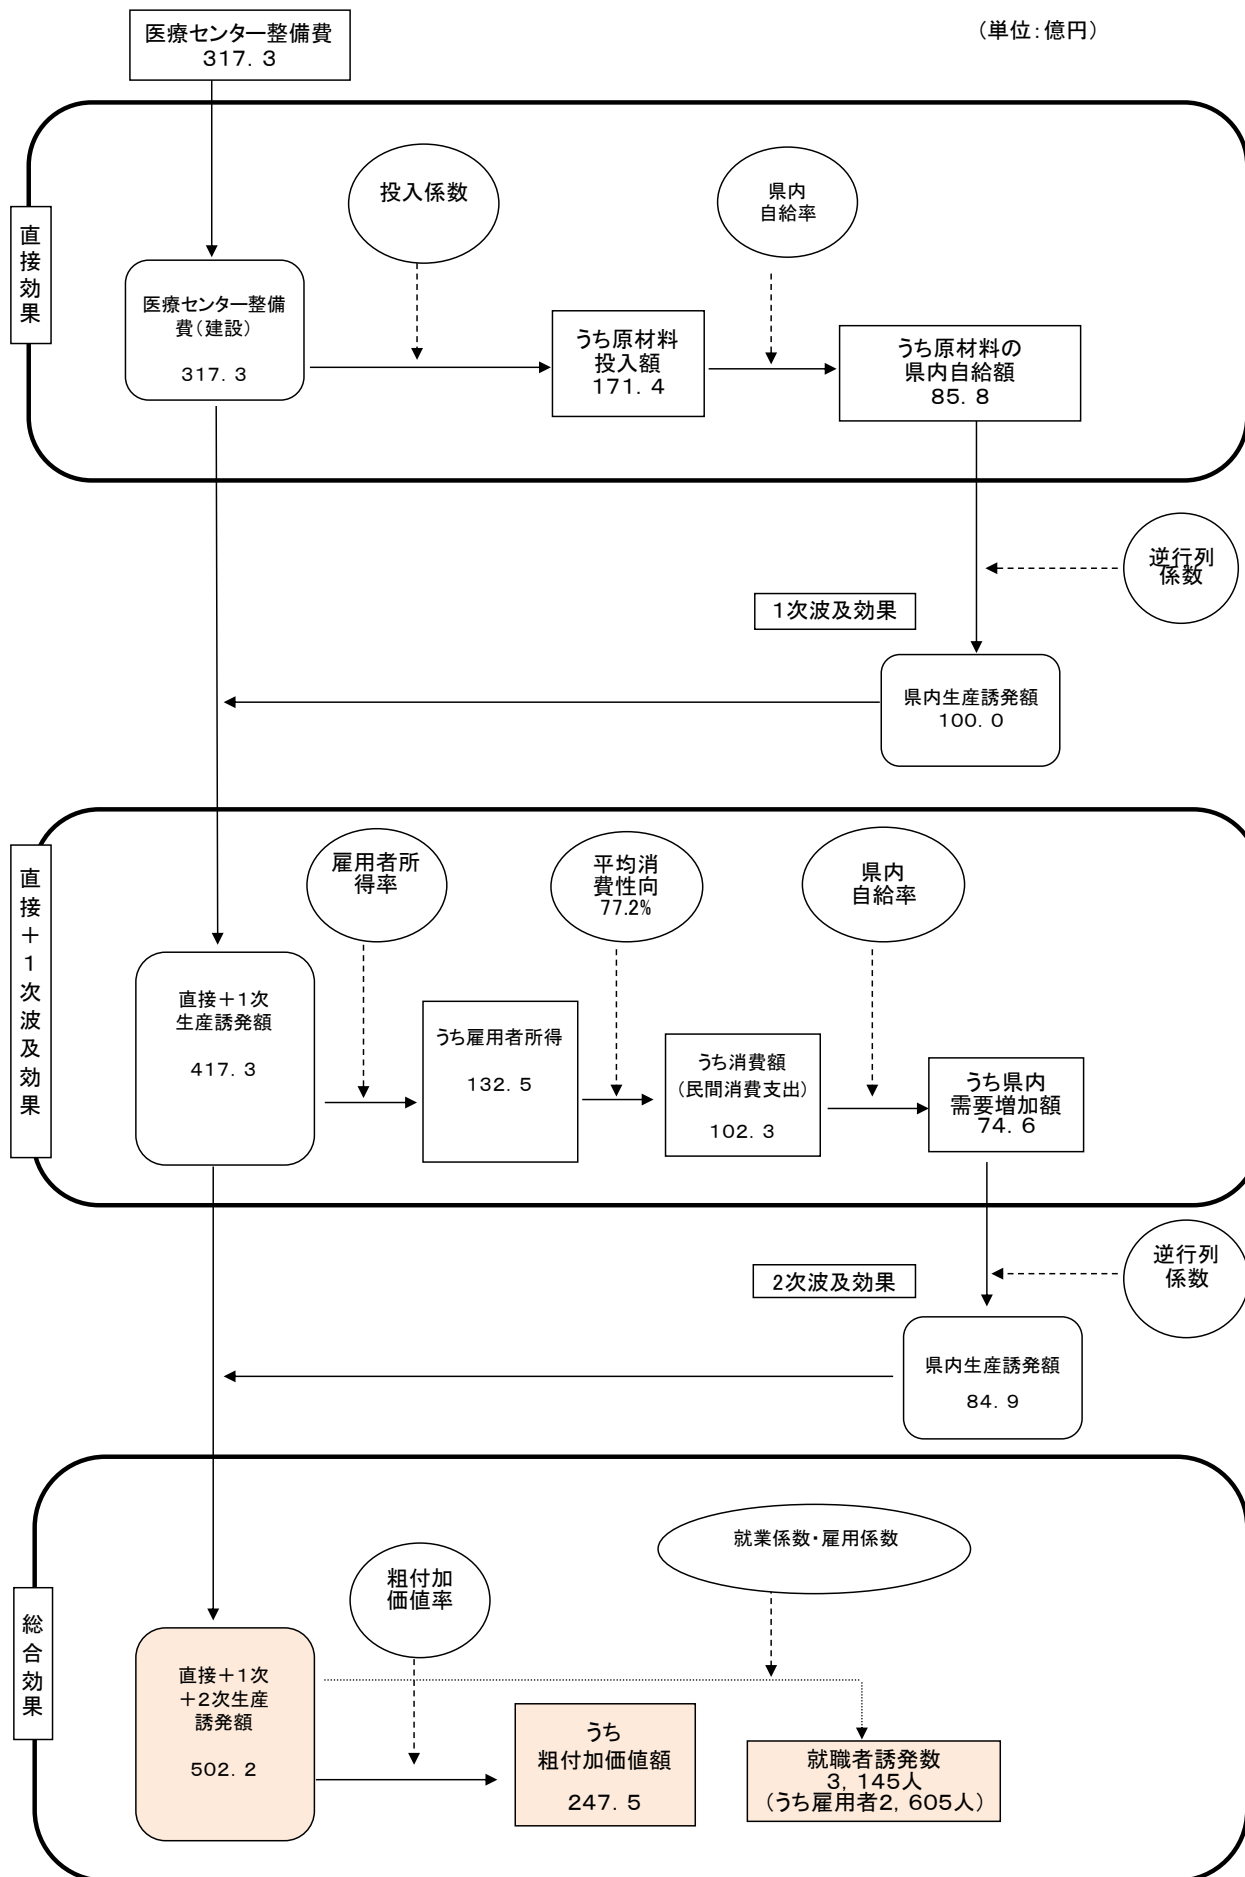 医療センター整備費
317.3
(単位:億円)
直接効果
投入係数
県内
自給率
医療センター整備
費(建設)
317.3
うち原材料
投入額
171.4
うち原材料の
県内自給額
85.8
逆行列
係数
1次波及効果
県内生産誘発額
100.0
直接+1次波及効果
雇用者所
得率
平均消
費性向
77.2%
県内
自給率
直接+1次
生産誘発額
417.3
うち雇用者所得
132.5
うち消費額
(民間消費支出)
102.3
うち県内
需要増加額
74.6
逆行列
係数
2次波及効果
県内生産誘発額
84.9
総合効果
就業係数・雇用係数
粗付加
価値率
直接+1次
+2次生産
誘発額
502.2
うち
粗付加価値額
247.5
就職者誘発数
3,145人
(うち雇用者2,605人)